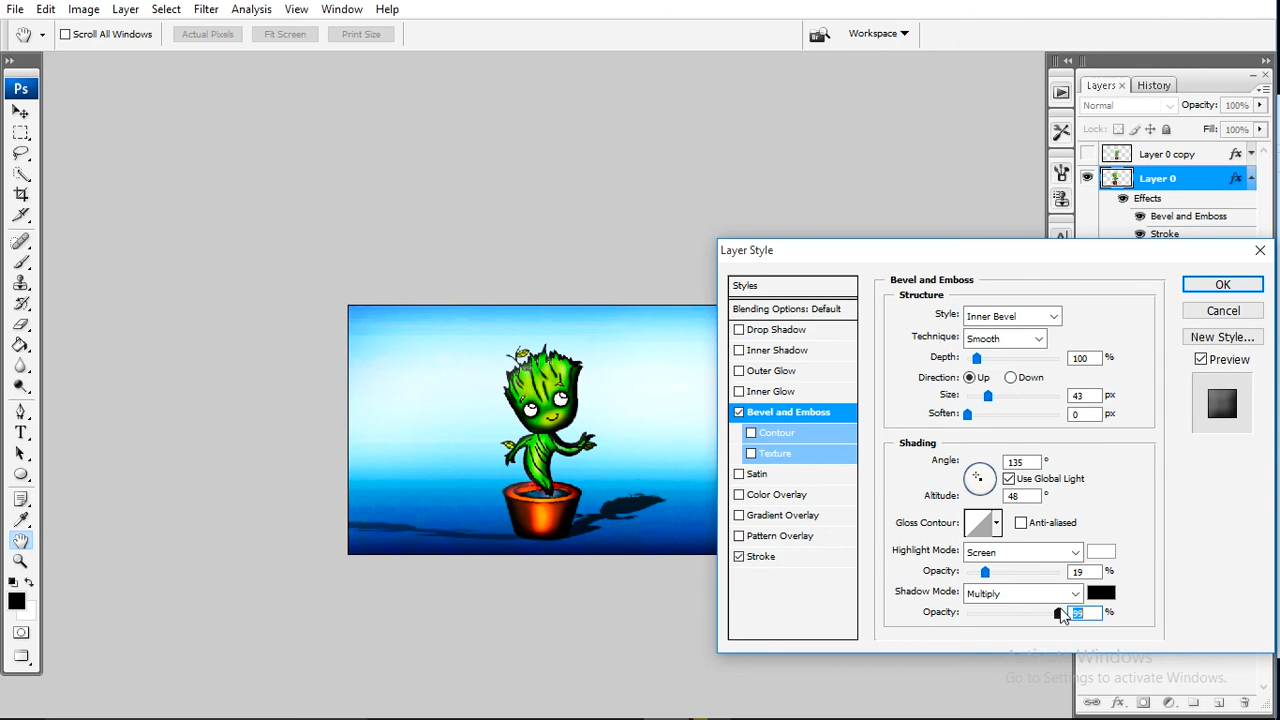 File Edit Image Layer Select Filter Analysis View Window Help
Scroll All Windows Actual Pixels Fit Screen Print Size Workspace
Ps
Layers History
Normal Opacity: 100%
Lock: Fill: 100%
Layer 0 copy fx
Layer 0 fx
Effects
Bevel and Emboss
Stroke
Layer Style
Styles
Blending Options: Default
Drop Shadow
Inner Shadow
Outer Glow
Inner Glow
Bevel and Emboss
Contour
Texture
Satin
Color Overlay
Gradient Overlay
Pattern Overlay
Stroke
Bevel and Emboss
Structure
Style: Inner Bevel
Technique: Smooth
Depth: 100 %
Direction: Up Down
Size: 43 px
Soften: 0 px
Shading
Angle: 135 °
Use Global Light
Altitude: 48 °
Gloss Contour: Anti-aliased
Highlight Mode: Screen
Opacity: 19 %
Shadow Mode: Multiply
Opacity: 99 %
OK
Cancel
New Style...
Preview
Activate Windows
Go to Settings to activate Windows.